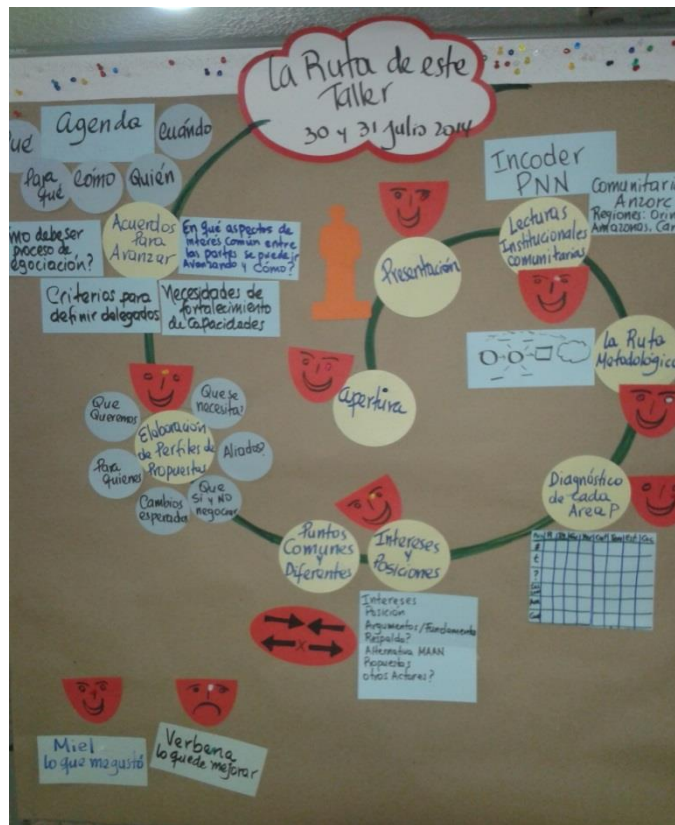 La Ruta de este
Taller
30 y 31 Julio 2014
Agenda
Cuándo
Para
qué
Cómo
Quién
Acuerdos
Para
Avanzar
debe ser
proceso de
En qué aspectos de
interés común entre
las partes se puede ir
Avanzando y Cómo?
Criterios para
definir delegados
Necesidades de
fortalecimiento
de Capacidades
Incoder
PNN
Lecturas
Institucionales
comunitarias
Anzorc
Regiones:
Amazonas,
Presentación
La Ruta
Metodológica
Apertura
Diagnóstico
de Cada
Area P
Elaboración
de Perfiles de
Propuestas
Que
Queremos
Que se
necesita?
Para
quienes
Aliados?
Cambios
esperada
Que
SI y NO
negociar
Puntos
Comunes
y
Diferentes
Intereses
y
Posiciones
Intereses
Posición
Argumentos/Fundamento
Respaldo?
Alternativa MAAN
Propuestas
otros Actores?
Miel
Lo que me gustó
Verbena
Lo quede mejorar